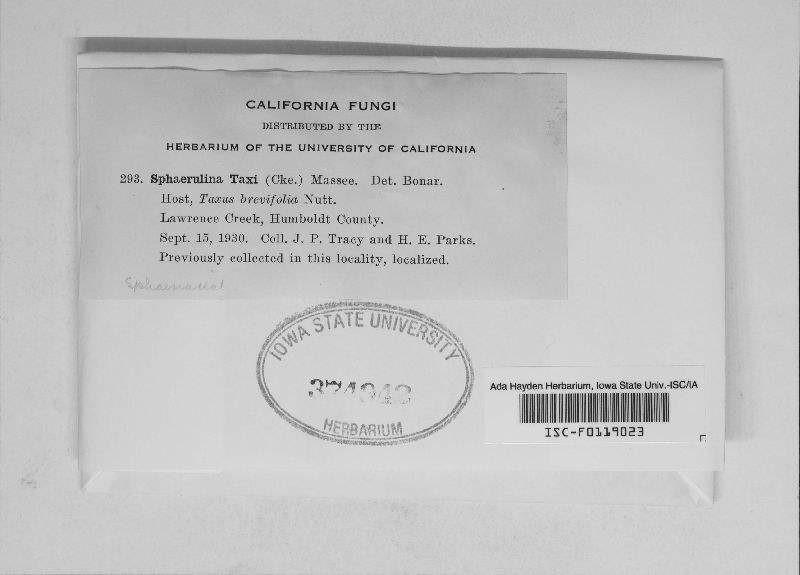 CALIFORNIA FUNGI
DISTRIBUTED BY THE
HERBARIUM OF THE UNIVERSITY OF CALIFORNIA
293. Sphaerulina Taxi (Cke.) Massee. Det. Bonar.
Host, Taxus brevifolia Nutt.
Lawrence Creek, Humboldt County.
Sept. 15, 1930. Coll. J. P. Tracy and H. E. Parks.
Previously collected in this locality, localized.
IOWA STATE UNIVERSITY
HERBARIUM
Ada Hayden Herbarium, Iowa State Univ.-ISC/IA
ISC-F0119023